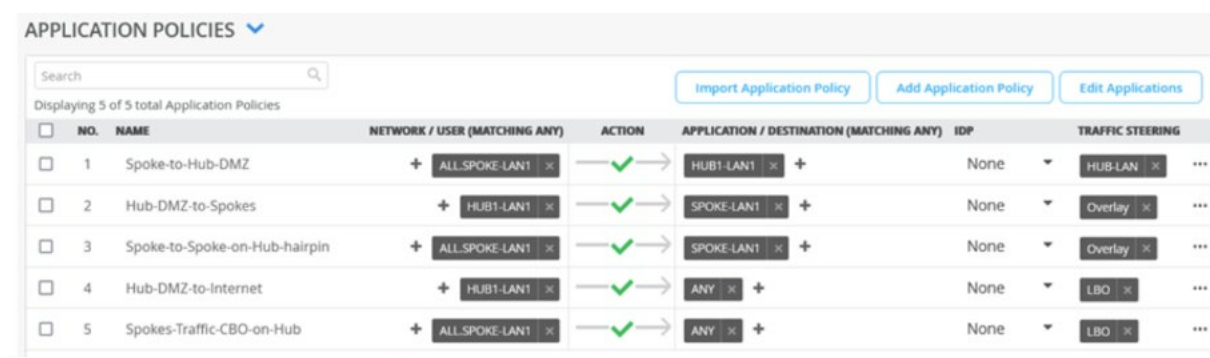 APPLICATION POLICIES
Search
Import Application Policy Add Application Policy Edit Applications
Displaying 5 of 5 total Application Policies
NO. NAME NETWORK / USER (MATCHING ANY) ACTION APPLICATION / DESTINATION (MATCHING ANY) IDP TRAFFIC STEERING
1 Spoke-to-Hub-DMZ + ALL.SPOKE-LAN1 × HUB1-LAN1 × + None HUB-LAN × ...
2 Hub-DMZ-to-Spokes + HUB1-LAN1 × SPOKE-LAN1 × + None Overlay × ...
3 Spoke-to-Spoke-on-Hub-hairpin + ALL.SPOKE-LAN1 × SPOKE-LAN1 × + None Overlay × ...
4 Hub-DMZ-to-Internet + HUB1-LAN1 × ANY × + None LBO × ...
5 Spokes-Traffic-CBO-on-Hub + ALL.SPOKE-LAN1 × ANY × + None LBO × ...